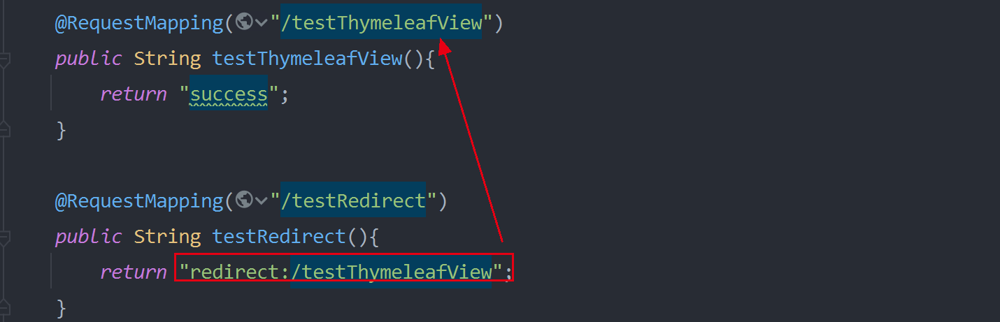 @RequestMapping("/testThymeleafView")
public String testThymeleafView(){
return "success";
}
@RequestMapping("/testRedirect")
public String testRedirect(){
return "redirect:/testThymeleafView";
}